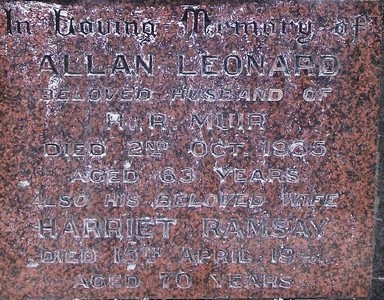 In Loving Memory of
ALLAN LEONARD
BELOVED HUSBAND OF
H. R. MUIR
DIED 2ND OCT. 1965
AGED 63 YEARS
ALSO HIS BELOVED WIFE
HARRIET RAMSAY
DIED 15TH APRIL
AGED 70 YEARS